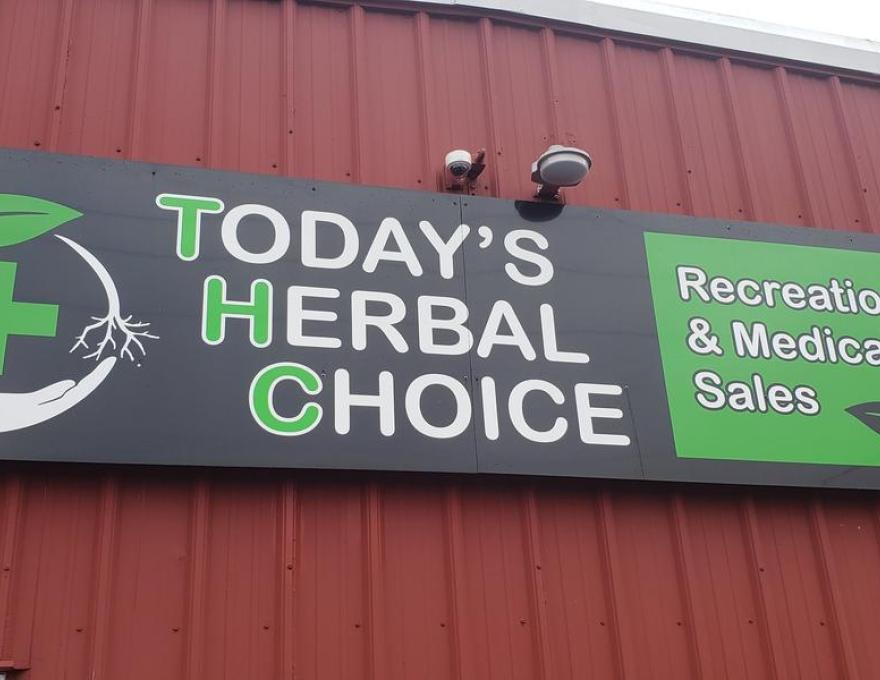 TODAY'S
HERBAL
CHOICE
Recreatio
& Medica
Sales